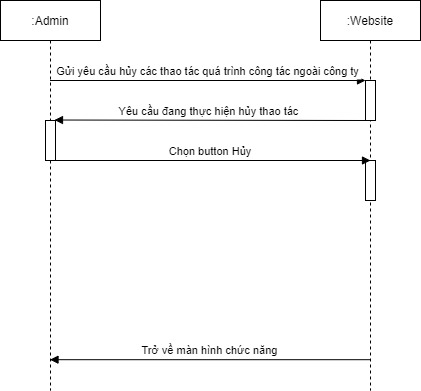 :Admin
:Website
Gửi yêu cầu hủy các thao tác quá trình công tác ngoài công ty
Yêu cầu đang thực hiện hủy thao tác
Chọn button Hủy
Trở về màn hình chức năng